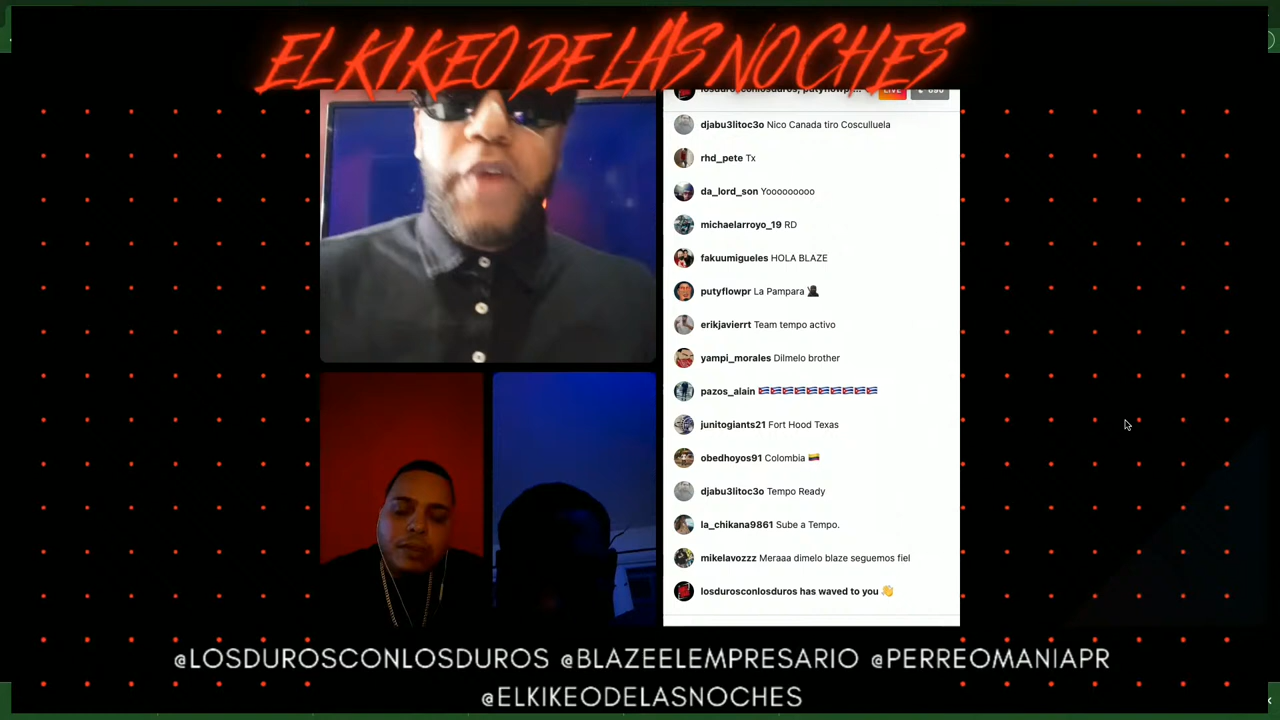 EL KIKEO DE LAS NOCHES
LIVE
djabu3litoc3o Nico Canada tiro Cosculluela
rhd_pete Tx
da_lord_son Yooooooooo
michaelarroyo_19 RD
fakuumigueles HOLA BLAZE
putyflowpr La Pampara
erikjavierrt Team tempo activo
yampi_morales Dilmelo brother
pazos_alain
junitogiants21 Fort Hood Texas
obedhoyos91 Colombia
djabu3litoc3o Tempo Ready
la_chikana9861 Sube a Tempo.
mikelavozzz Meraaa dimelo blaze seguemos fiel
losdurosconlosduros has waved to you
@LOSDUROSCONLOSDUROS @BLAZEELEMPRESARIO @PERREOMANIAPR
@ELKIKEODELASNOCHES